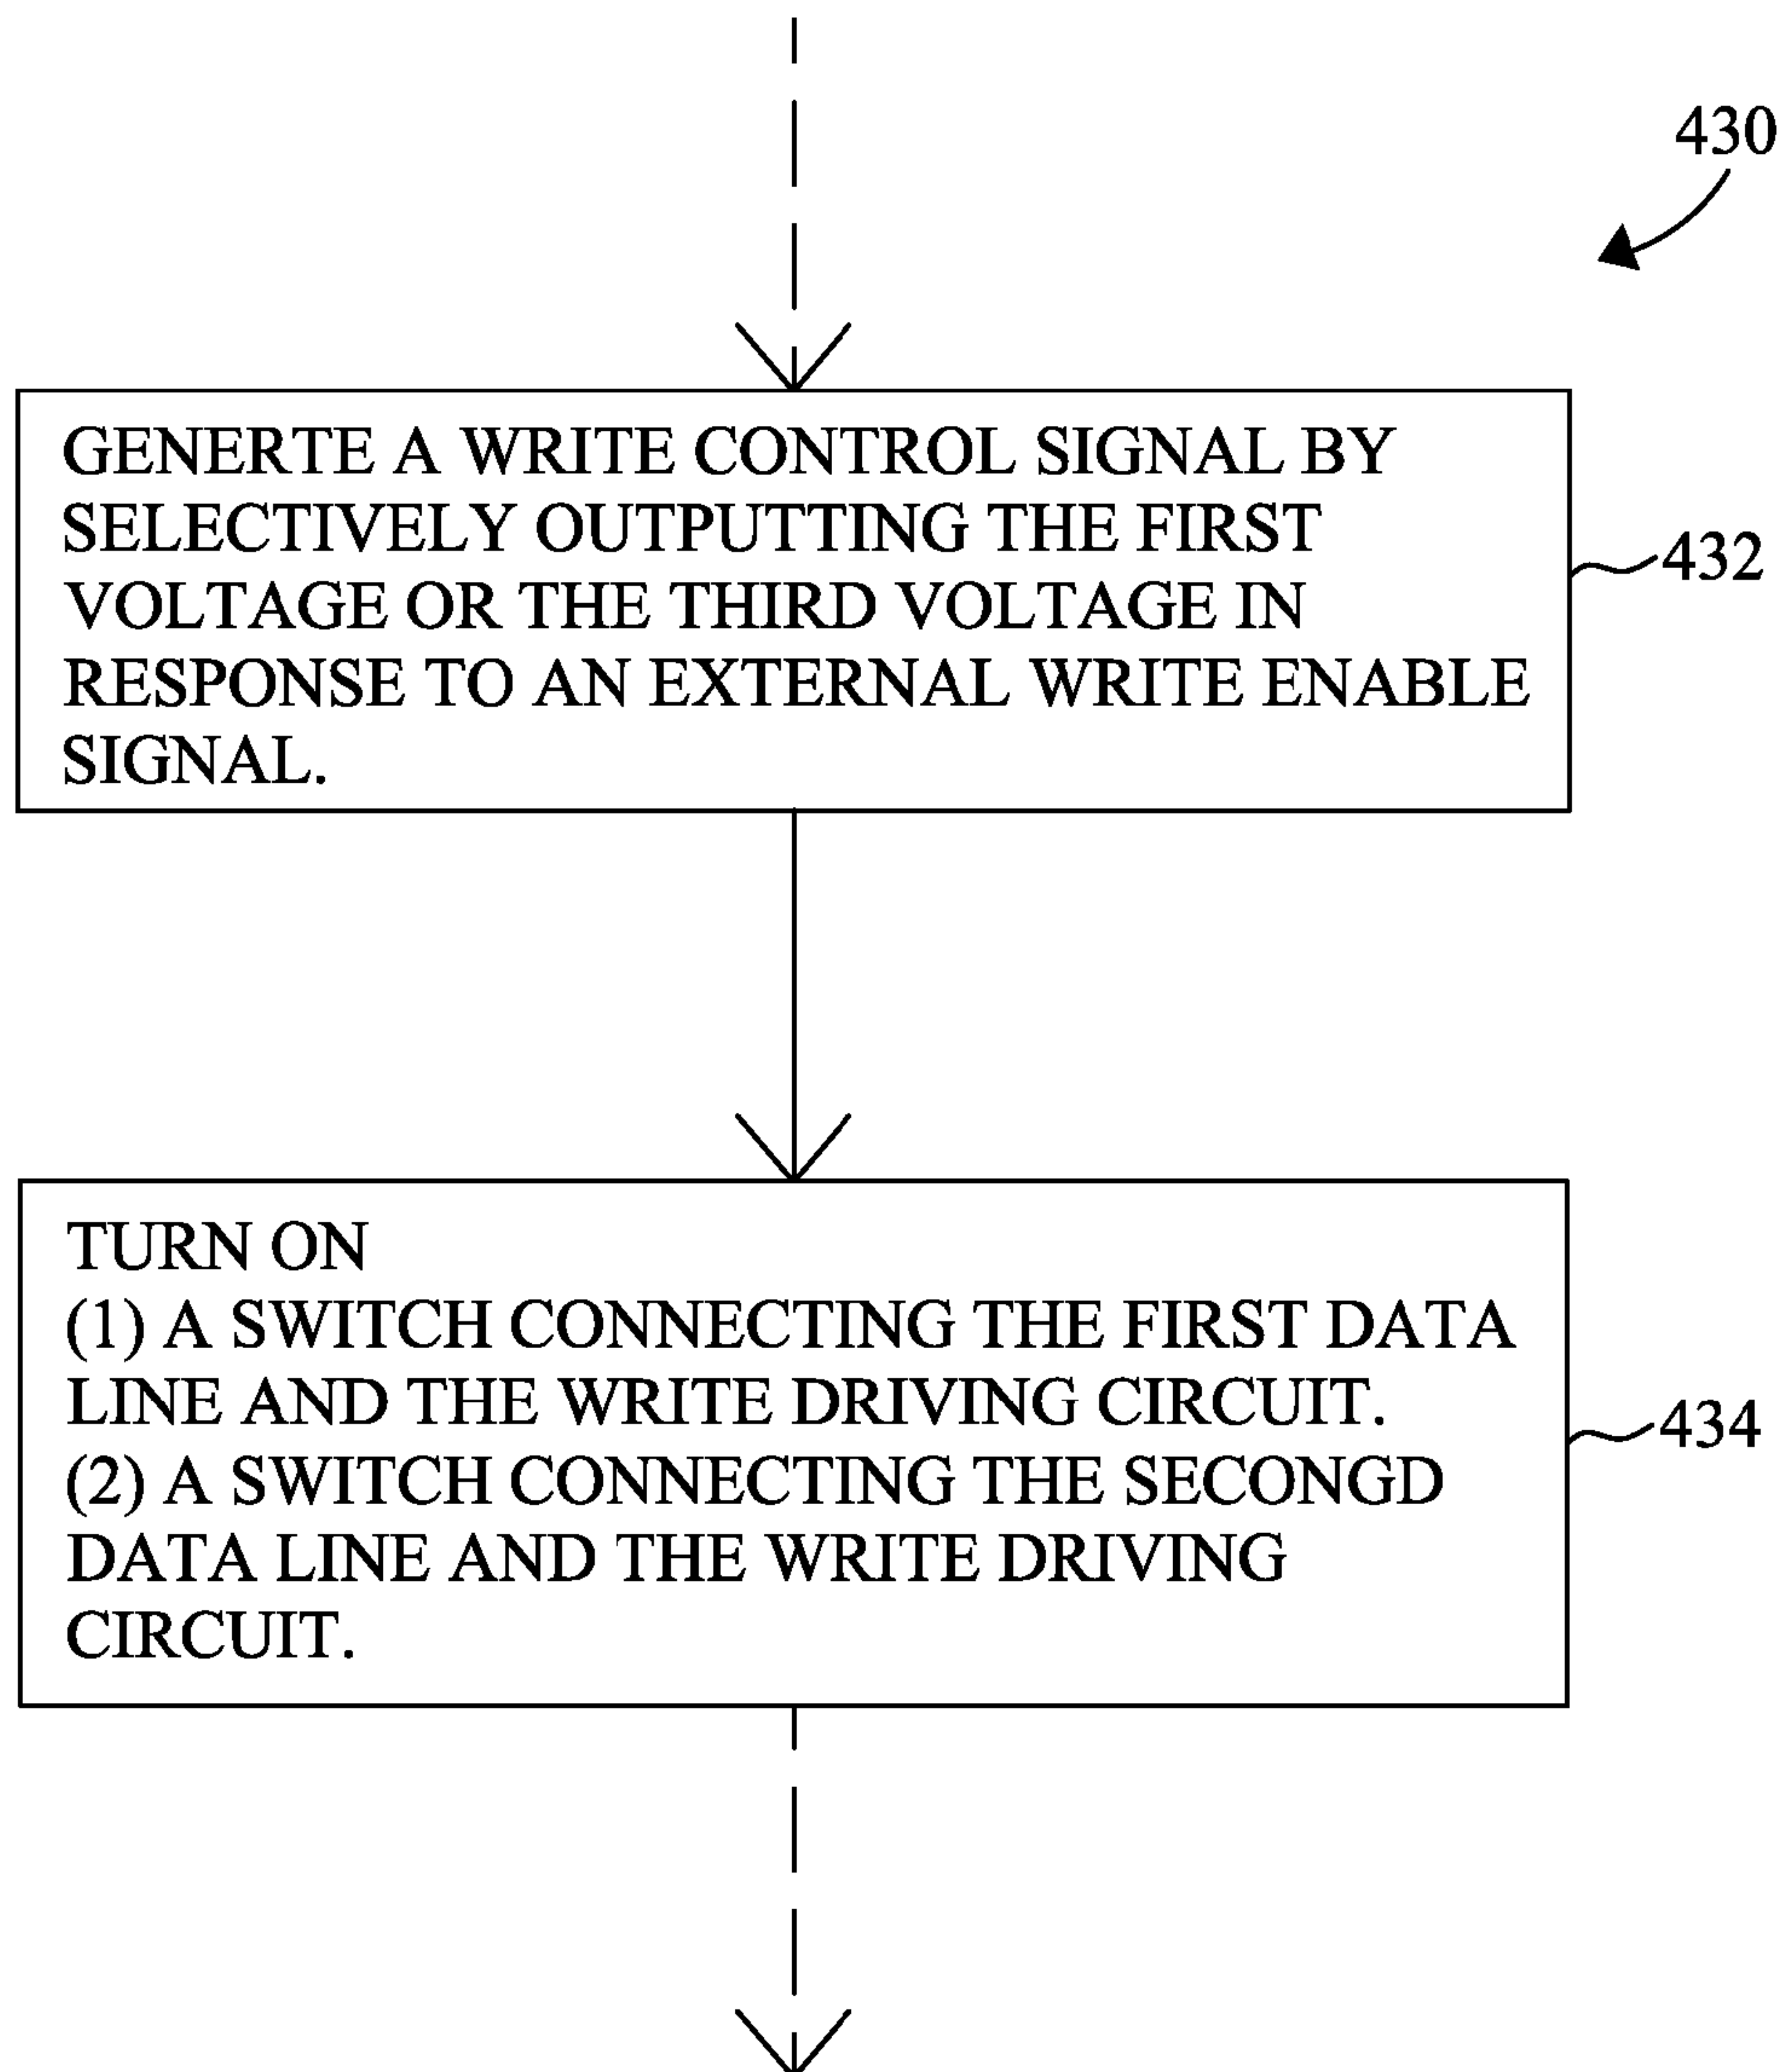 430
GENERTE A WRITE CONTROL SIGNAL BY
SELECTIVELY OUTPUTTING THE FIRST
VOLTAGE OR THE THIRD VOLTAGE IN
RESPONSE TO AN EXTERNAL WRITE ENABLE
SIGNAL.
432
TURN ON
(1) A SWITCH CONNECTING THE FIRST DATA
LINE AND THE WRITE DRIVING CIRCUIT.
(2) A SWITCH CONNECTING THE SECONGD
DATA LINE AND THE WRITE DRIVING
CIRCUIT.
434